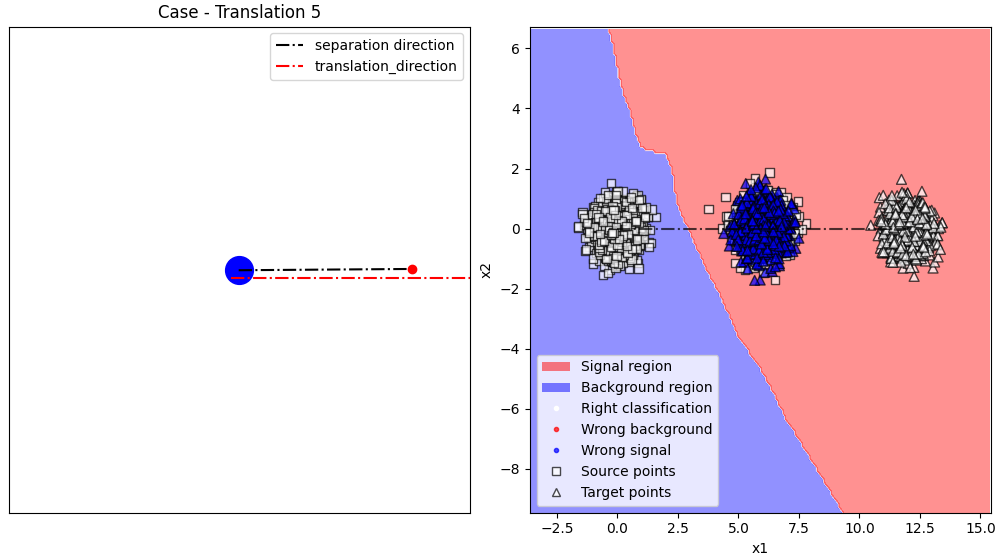 Case - Translation 5
separation direction
translation_direction
x2
6
4
2
0
−2
−4
−6
−8
Signal region
Background region
Right classification
Wrong background
Wrong signal
Source points
Target points
−2.5 0.0 2.5 5.0 7.5 10.0 12.5 15.0
x1